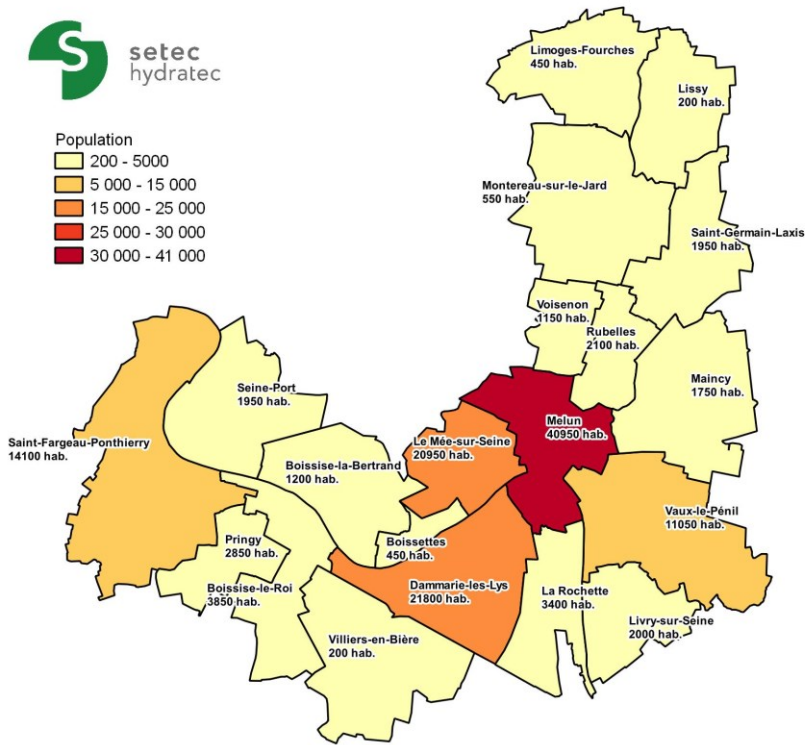 S
setec
hydratec
Population
200 - 5000
5 000 - 15 000
15 000 - 25 000
25 000 - 30 000
30 000 - 41 000
Limoges-Fourches
450 hab.
Lissy
200 hab.
Montereau-sur-le-Jard
550 hab.
Saint-Germain-Laxis
1950 hab.
Voisenon
1150 hab.
Rubelles
2100 hab.
Maincy
1750 hab.
Seine-Port
1950 hab.
Saint-Fargeau-Ponthierry
14100 hab.
Le Mée-sur-Seine
20950 hab.
Melun
40950 hab.
Boissise-la-Bertrand
1200 hab.
Vaux-le-Pénil
11050 hab.
Pringy
2850 hab.
Boissettes
450 hab.
Boissise-le-Roi
3850 hab.
Dammarie-les-Lys
21800 hab.
La Rochette
3400 hab.
Villiers-en-Bière
200 hab.
Livry-sur-Seine
2000 hab.